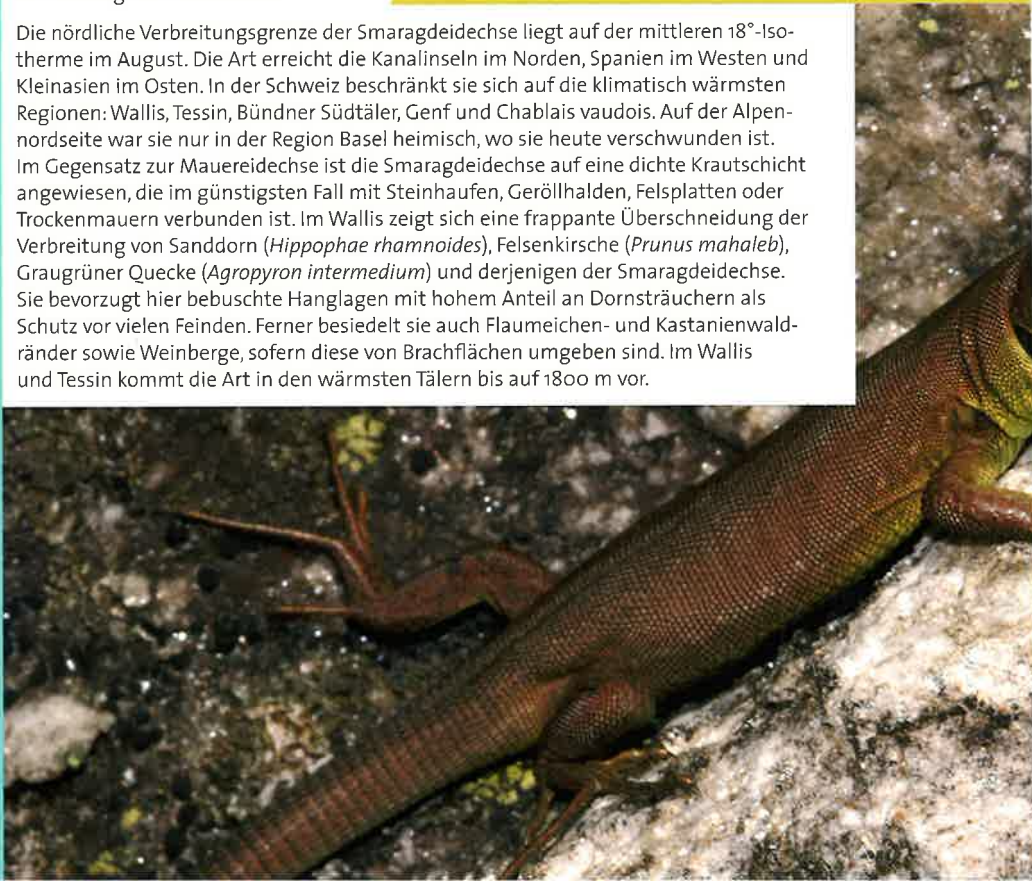 Die nördliche Verbreitungsgrenze der Smaragdeidechse liegt auf der mittleren 18°-Iso-
therme im August. Die Art erreicht die Kanalinseln im Norden, Spanien im Westen und
Kleinasien im Osten. In der Schweiz beschränkt sie sich auf die klimatisch wärmsten
Regionen: Wallis, Tessin, Bündner Südtäler, Genf und Chablais vaudois. Auf der Alpen-
nordseite war sie nur in der Region Basel heimisch, wo sie heute verschwunden ist.
Im Gegensatz zur Mauereidechse ist die Smaragdeidechse auf eine dichte Krautschicht
angewiesen, die im günstigsten Fall mit Steinhaufen, Geröllhalden, Felsplatten oder
Trockenmauern verbunden ist. Im Wallis zeigt sich eine frappante Überschneidung der
Verbreitung von Sanddorn (Hippophae rhamnoides), Felsenkirsche (Prunus mahaleb),
Graugrüner Quecke (Agropyron intermedium) und derjenigen der Smaragdeidechse.
Sie bevorzugt hier bebuschte Hanglagen mit hohem Anteil an Dornsträuchern als
Schutz vor vielen Feinden. Ferner besiedelt sie auch Flaumeichen- und Kastanienwald-
ränder sowie Weinberge, sofern diese von Brachflächen umgeben sind. Im Wallis
und Tessin kommt die Art in den wärmsten Tälern bis auf 1800 m vor.